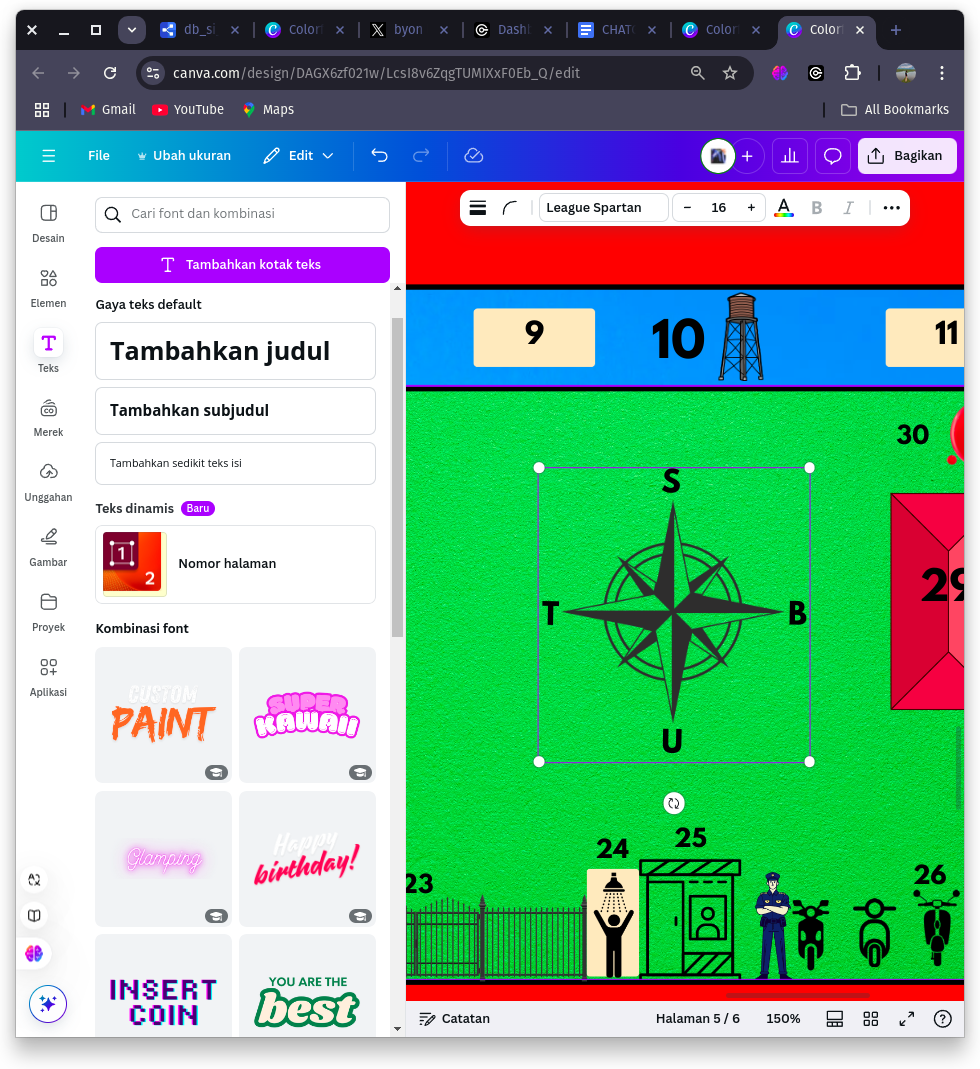 db_si
Color
byon
Dashl
CHAT
Color
Color
canva.com/design/DAGX6zf021w/LcsI8v6ZqgTUMIXxF0Eb_Q/edit
Gmail
YouTube
Maps
All Bookmarks
File
Ubah ukuran
Edit
Bagikan
Cari font dan kombinasi
Tambahkan kotak teks
Desain
Elemen
Teks
Merek
Unggahan
Gambar
Proyek
Aplikasi
Gaya teks default
Tambahkan judul
Tambahkan subjudul
Tambahkan sedikit teks isi
Teks dinamis Baru
1
2
Nomor halaman
Kombinasi font
CUSTOM
PAINT
SUPER
KAWAII
Glamping
Happy
birthday!
INSERT
COIN
YOU ARE THE
best
League Spartan
– 16 +
A B I
9
10
11
30
S
T
B
U
29
23
24
25
26
Catatan
Halaman 5 / 6
150%